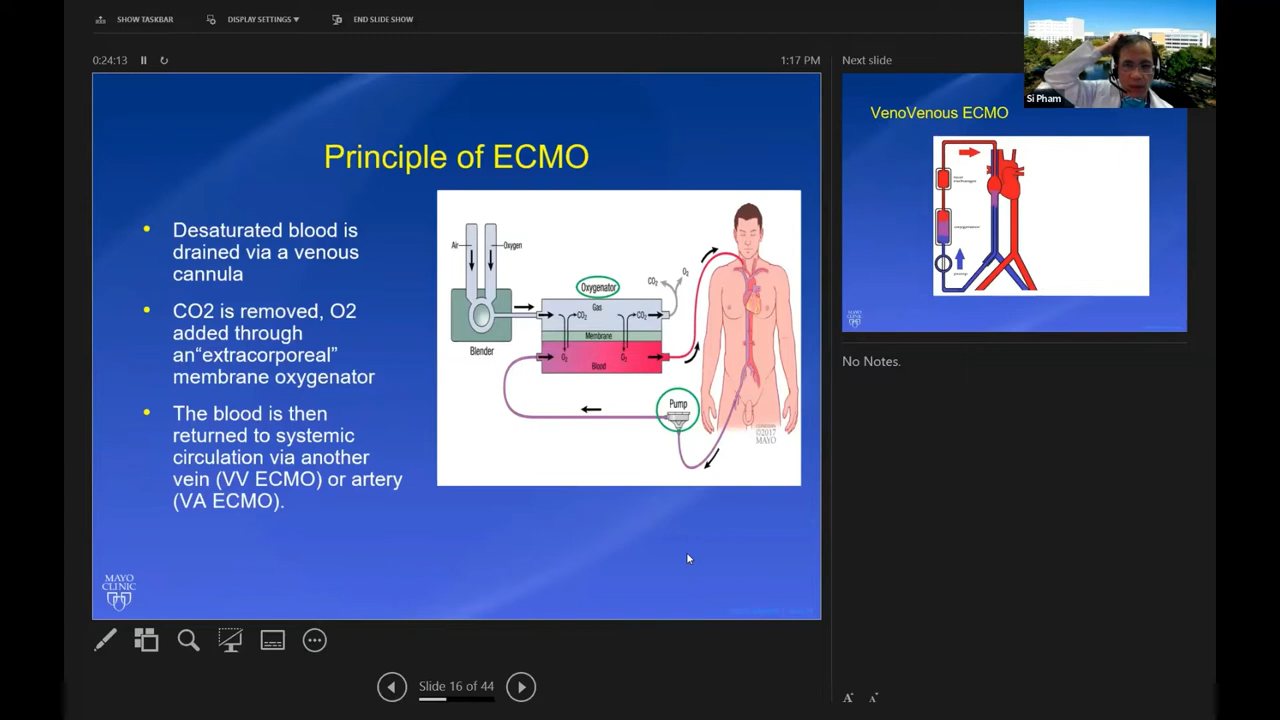 SHOW TASKBAR
DISPLAY SETTINGS ▾
END SLIDE SHOW
0:24:13
1:17 PM
Principle of ECMO
• Desaturated blood is
drained via a venous
cannula
• CO2 is removed, O2
added through
an“extracorporeal”
membrane oxygenator
• The blood is then
returned to systemic
circulation via another
vein (VV ECMO) or artery
(VA ECMO).
Air
Oxygen
Blender
Oxygenator
Gas
CO2
CO2
Membrane
O2
O2
Blood
CO2
O2
Pump
©2017
MAYO
MAYO
CLINIC
Slide 16 of 44
Next slide
Si Pham
VenoVenous ECMO
No Notes.
A
A